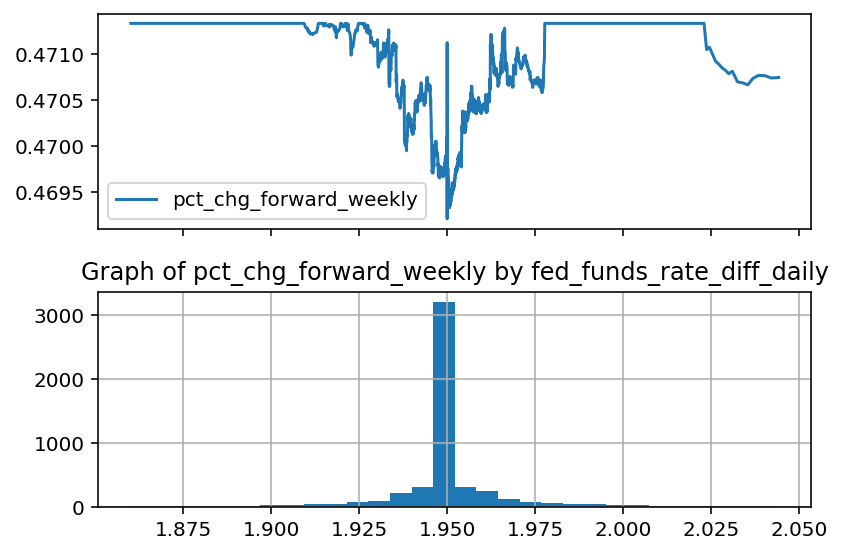 0.4710
0.4705
0.4700
0.4695
pct_chg_forward_weekly
Graph of pct_chg_forward_weekly by fed_funds_rate_diff_daily
3000
2000
1000
0
1.875 1.900 1.925 1.950 1.975 2.000 2.025 2.050